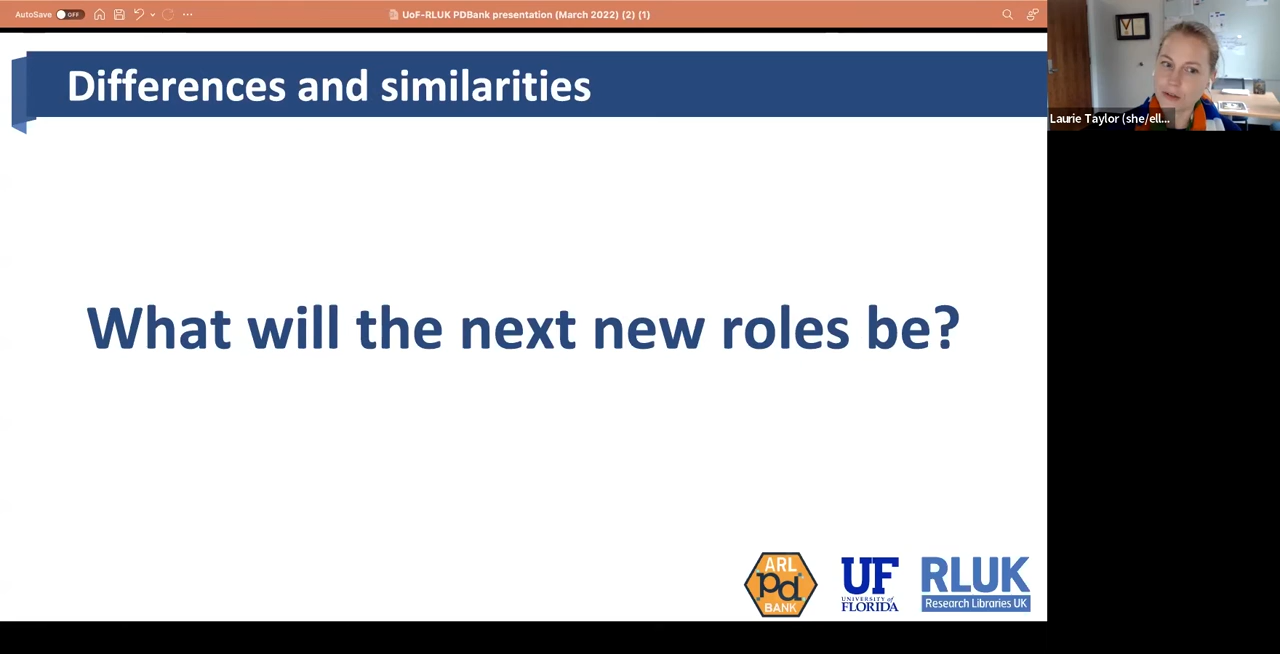 AutoSave OFF
UoF-RLUK PDBank presentation (March 2022) (2) (1)
Differences and similarities
Laurie Taylor (she/ell...
What will the next new roles be?
ARL
pd
BANK
UF
UNIVERSITY of
FLORIDA
RLUK
Research Libraries UK